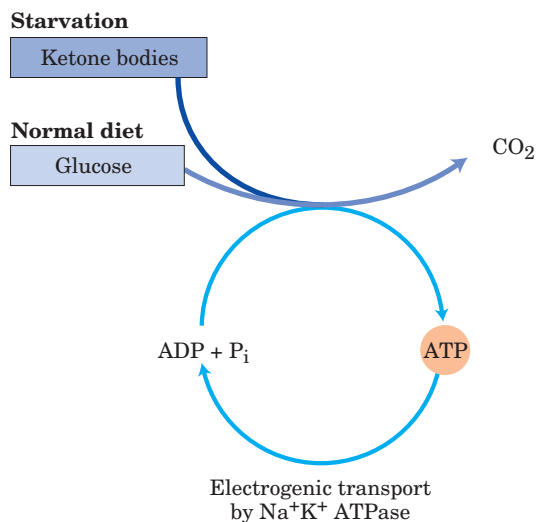 Starvation
Ketone bodies
Normal diet
Glucose
CO₂
ADP + Pᵢ
ATP
Electrogenic transport
by Na⁺K⁺ ATPase